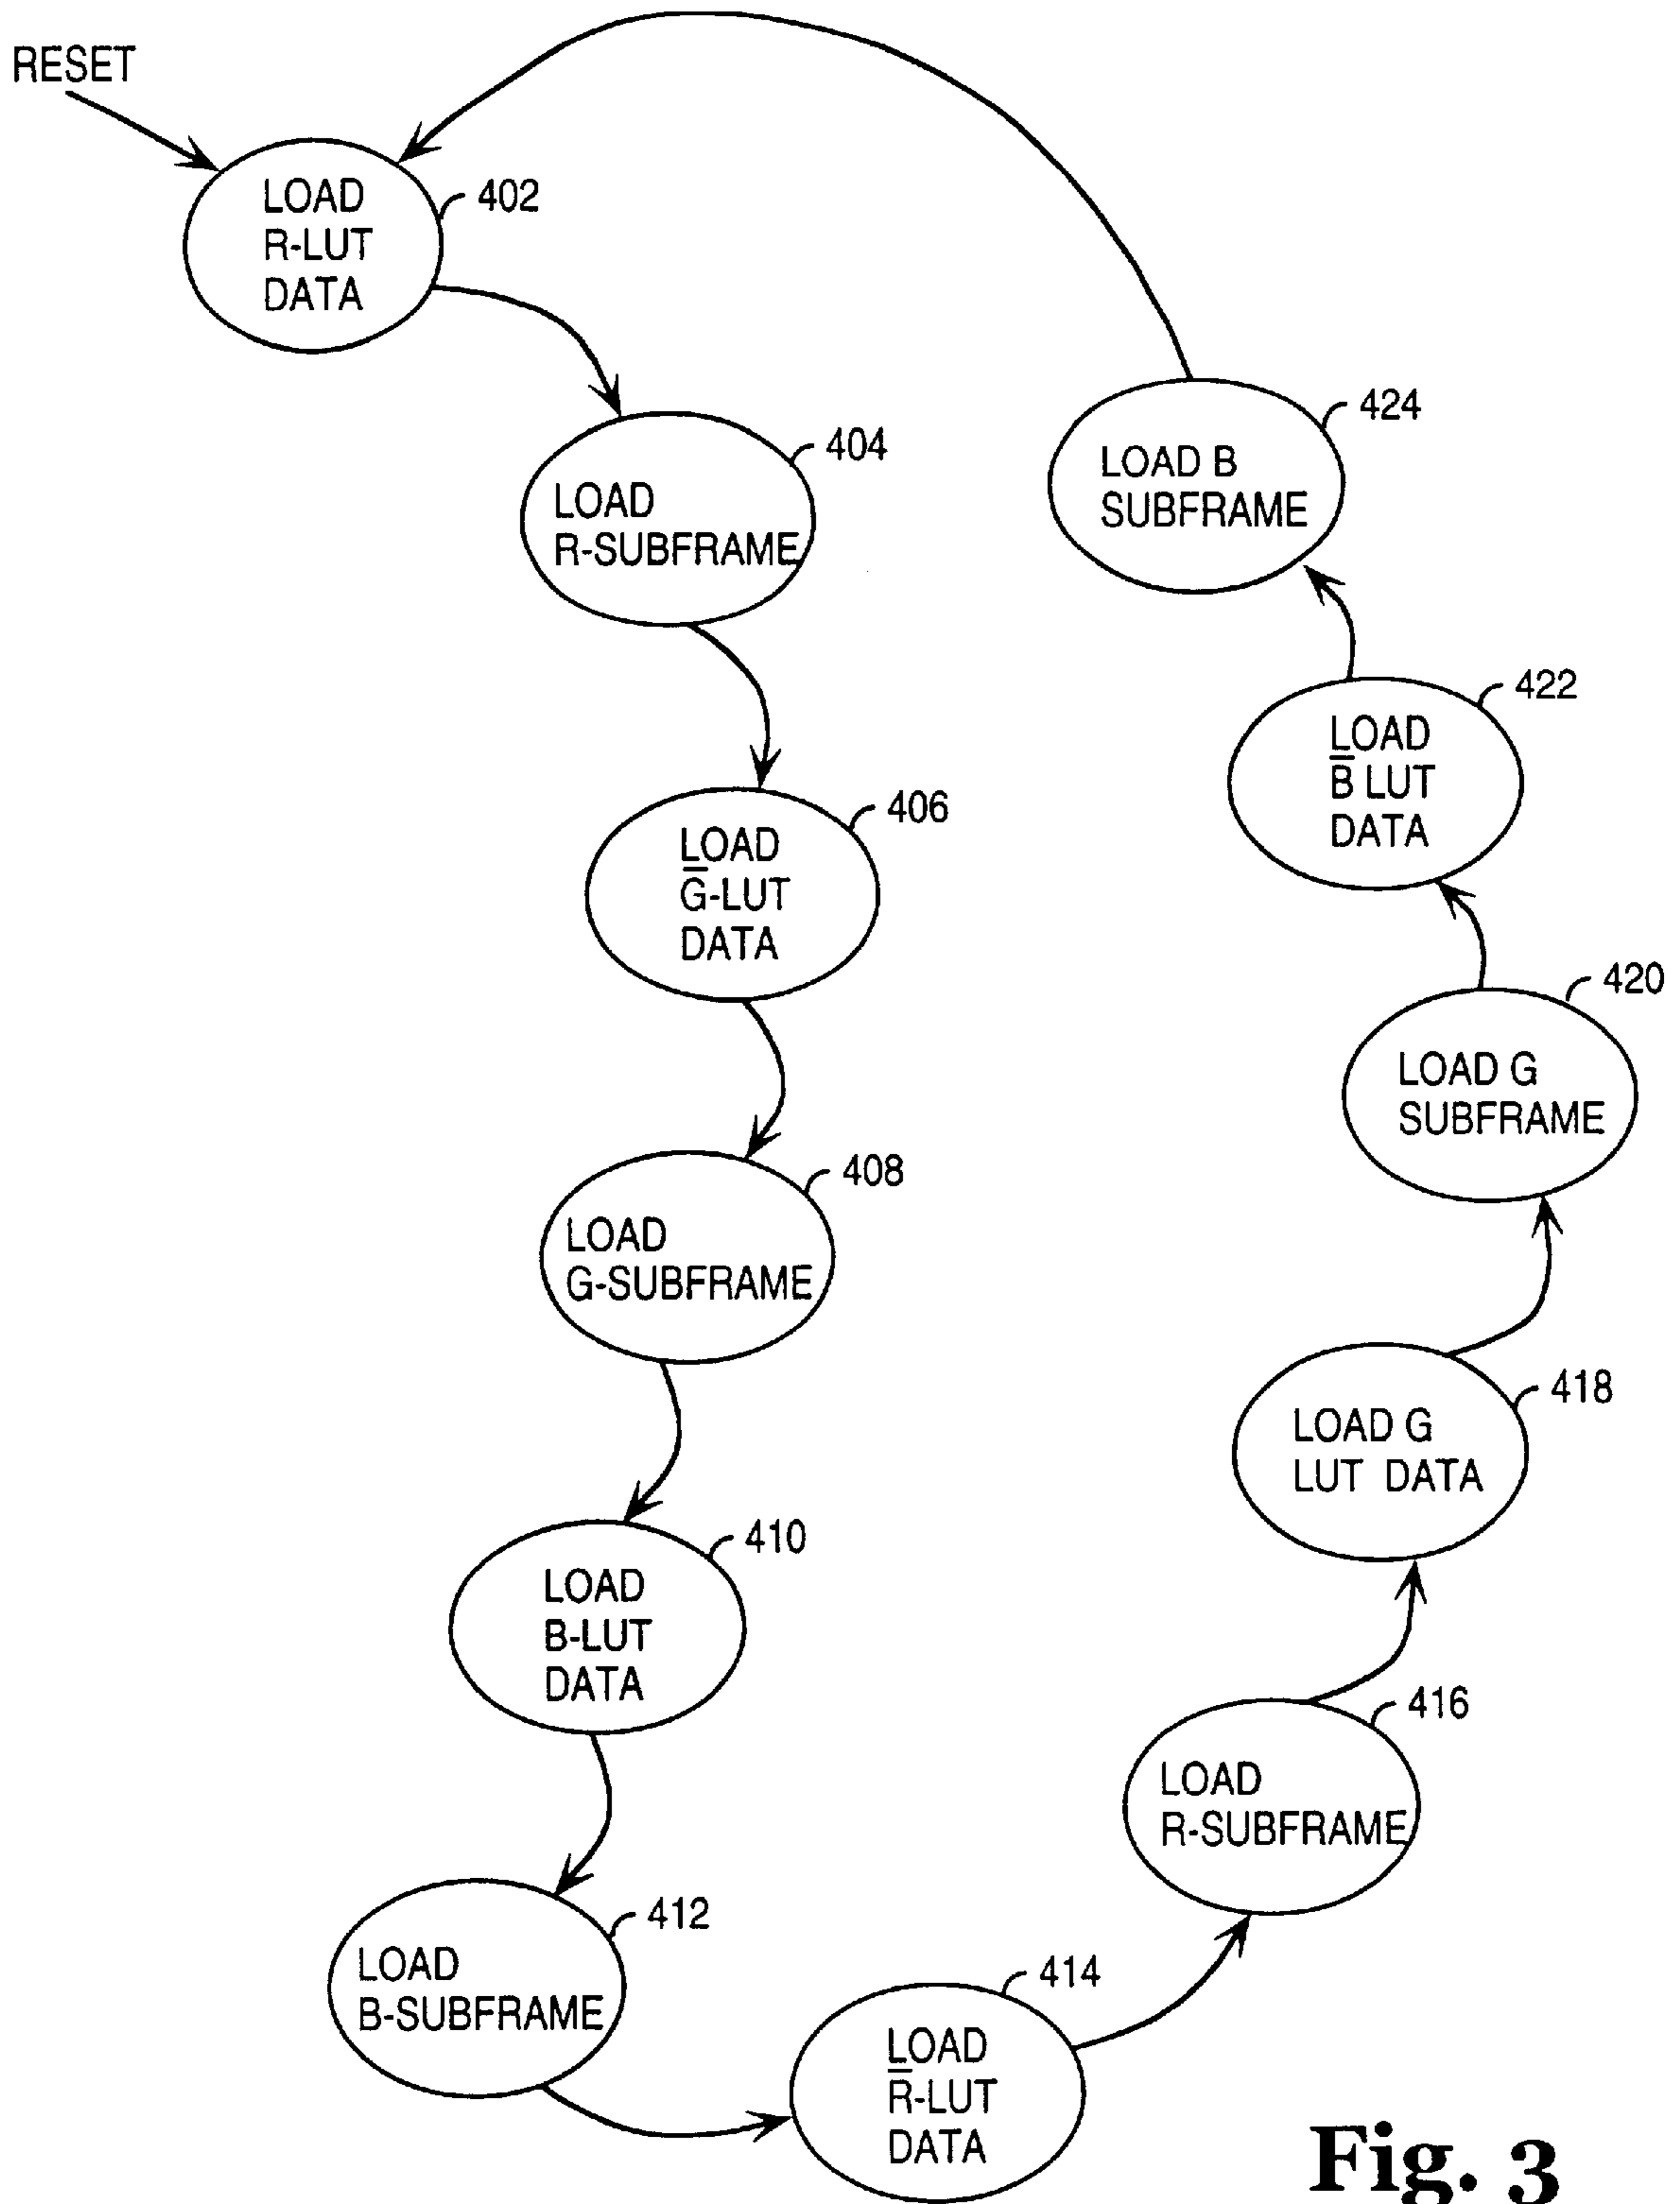 RESET
LOAD
R-LUT
DATA
402
LOAD
R-SUBFRAME
404
LOAD
G̅-LUT
DATA
406
LOAD
G-SUBFRAME
408
LOAD
B-LUT
DATA
410
LOAD
B-SUBFRAME
412
LOAD
R̅-LUT
DATA
414
LOAD
R-SUBFRAME
416
LOAD G
LUT DATA
418
LOAD G
SUBFRAME
420
LOAD
B̅ LUT
DATA
422
LOAD B
SUBFRAME
424
Fig. 3